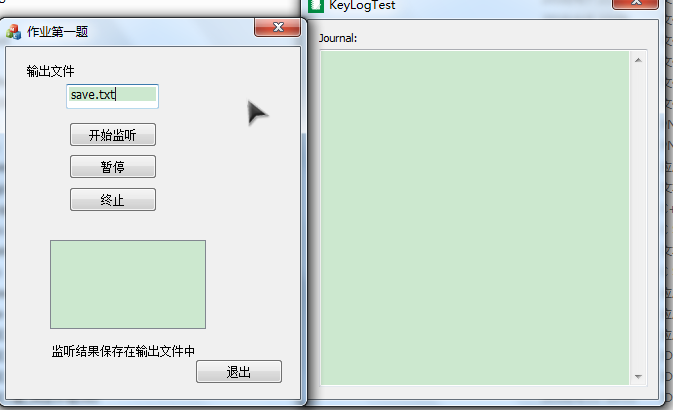 作业第一题
输出文件
save.txt
开始监听
暂停
终止
监听结果保存在输出文件中
退出
KeyLogTest
Journal: